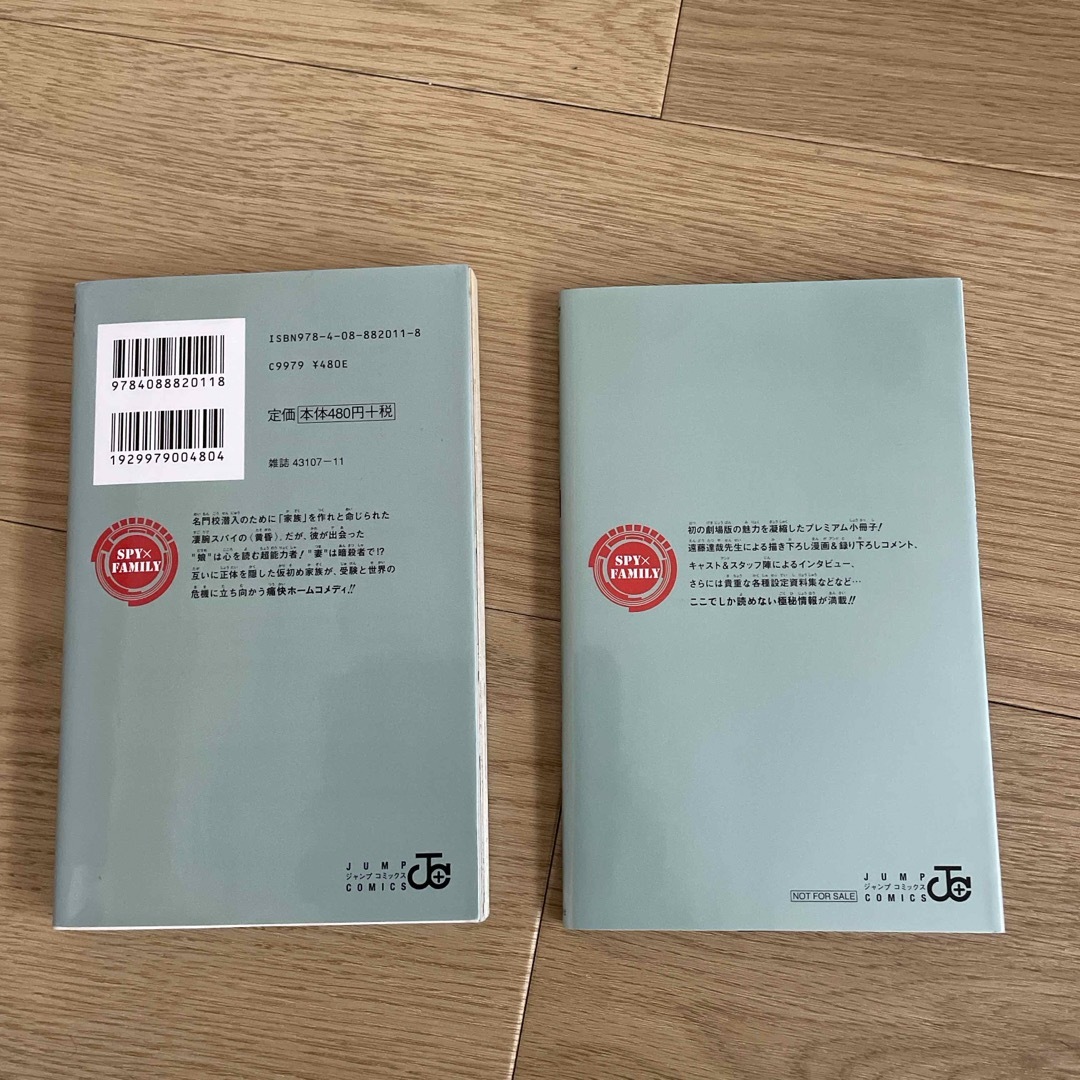 9784088820118
1929979004804
ISBN978-4-08-882011-8
C9979 ¥480E
定価 本体480円+税
雑誌 43107-11
SPY×
FAMILY
名門校潜入のために「家族」を作れと命じられた
凄腕スパイの〈黄昏〉。だが、彼が出会った
"娘"は心を読む超能力者! "妻"は暗殺者で!?
互いに正体を隠した仮初め家族が、受験と世界の
危機に立ち向かう痛快ホームコメディ!!
JUMP
ジャンプ コミックス
COMICS
SPY×
FAMILY
初の劇場版の魅力を凝縮したプレミアム小冊子!
遠藤達哉先生による描き下ろし漫画&録り下ろしコメント、
キャスト&スタッフ陣によるインタビュー、
さらには貴重な各種設定資料集などなど…
ここでしか読めない極秘情報が満載!!
NOT FOR SALE
JUMP
ジャンプ コミックス
COMICS